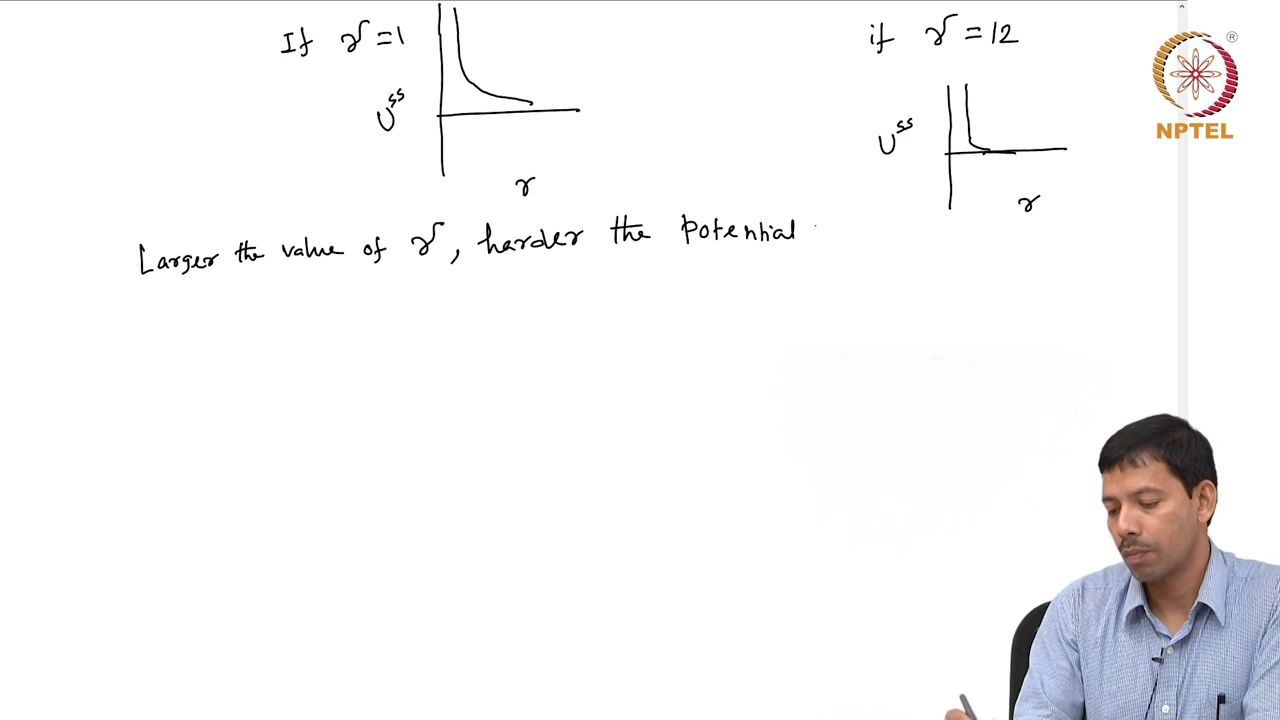 If γ = 1
U^ss
r
if γ = 12
U^ss
r
Larger the value of γ, harder the potential.
®
NPTEL